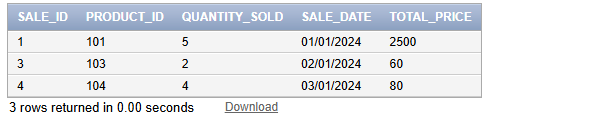 SALE_ID PRODUCT_ID QUANTITY_SOLD SALE_DATE TOTAL_PRICE
1 101 5 01/01/2024 2500
3 103 2 02/01/2024 60
4 104 4 03/01/2024 80
3 rows returned in 0.00 seconds Download